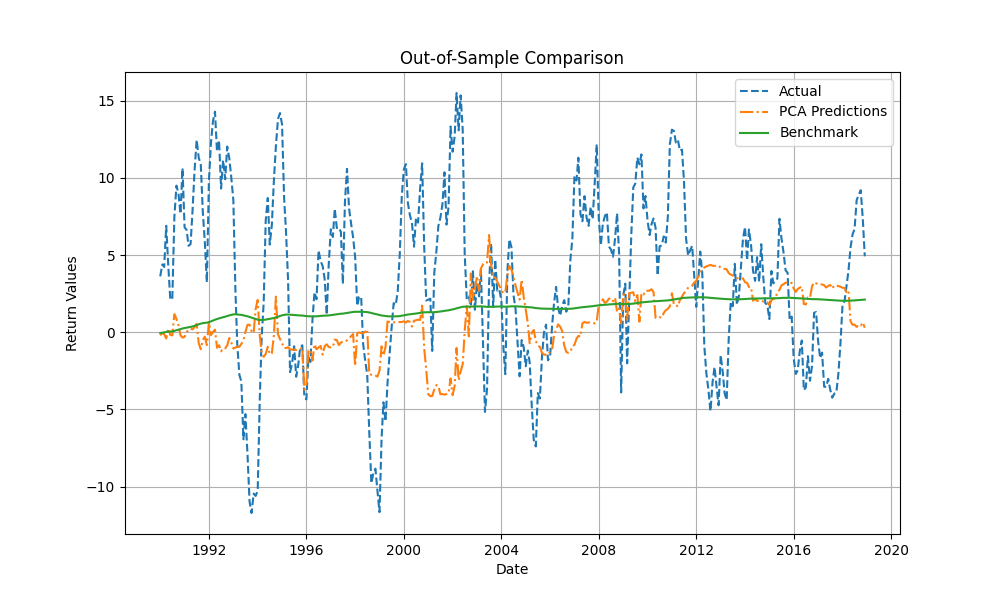 Out-of-Sample Comparison
Actual
PCA Predictions
Benchmark
Return Values
15
10
5
0
−5
−10
1992 1996 2000 2004 2008 2012 2016 2020
Date